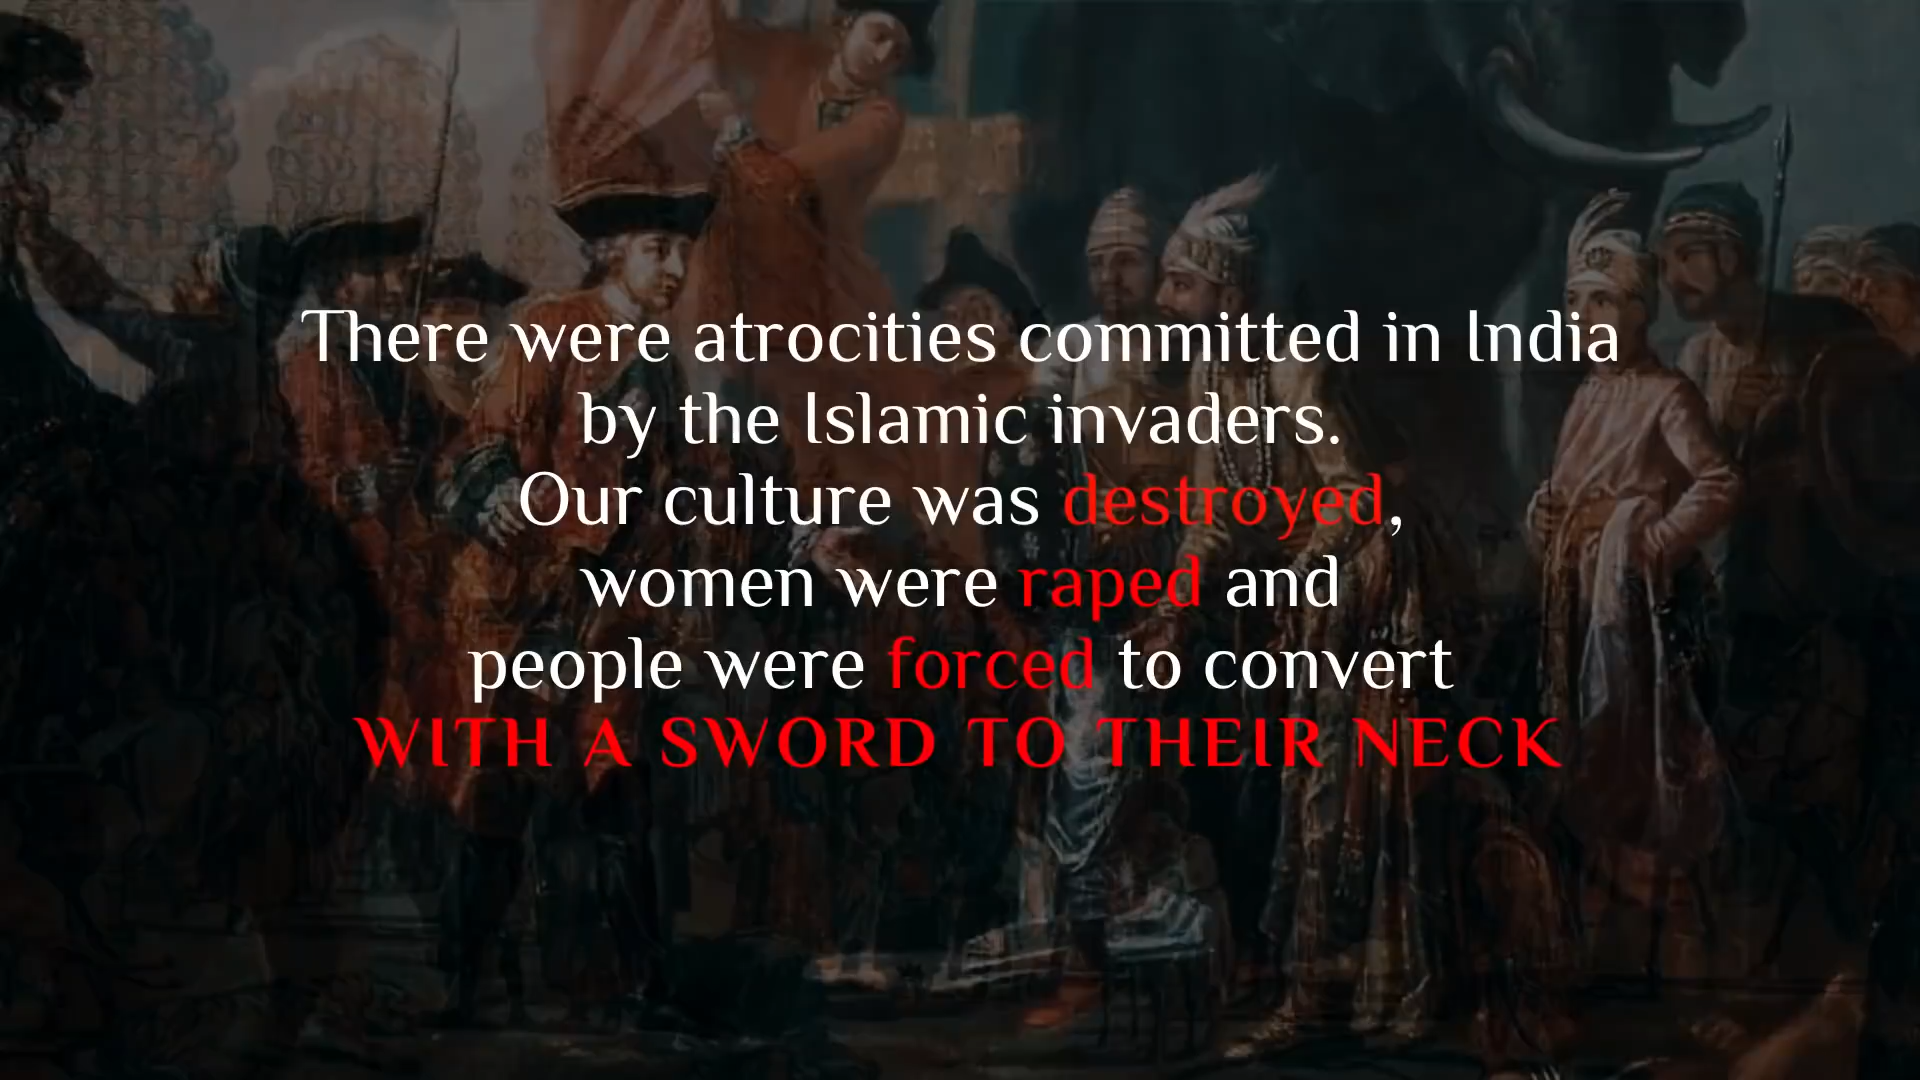 There were atrocities committed in India
by the Islamic invaders.
Our culture was destroyed,
women were raped and
people were forced to convert
WITH A SWORD TO THEIR NECK